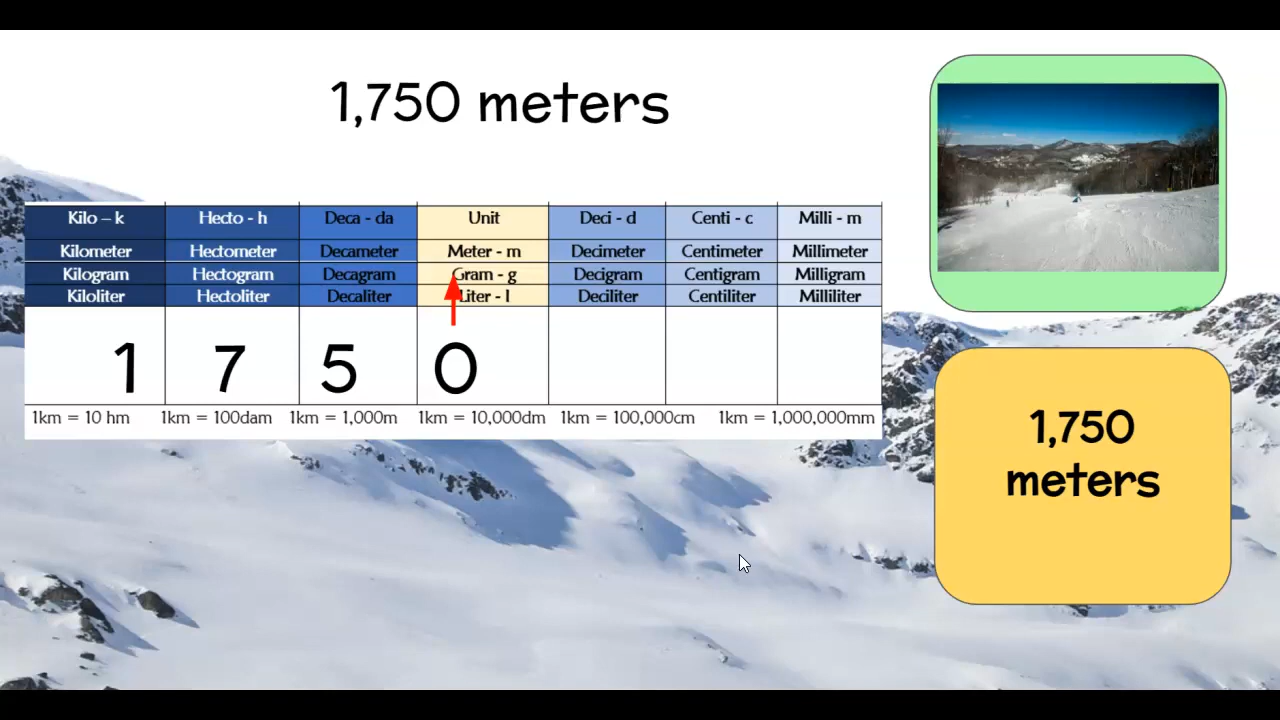 1,750 meters
Kilo – k Hecto - h Deca - da Unit Deci - d Centi - c Milli - m
Kilometer Hectometer Decameter Meter - m Decimeter Centimeter Millimeter
Kilogram Hectogram Decagram Gram - g Decigram Centigram Milligram
Kiloliter Hectoliter Decaliter Liter - l Deciliter Centiliter Milliliter
1 7 5 0
1km = 10 hm 1km = 100dam 1km = 1,000m 1km = 10,000dm 1km = 100,000cm 1km = 1,000,000mm
1,750
meters